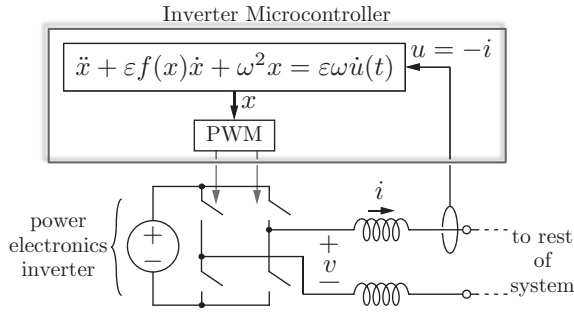 Inverter Microcontroller
ẍ + εf(x)ẋ + ω²x = εωu̇(t)
u = −i
x
PWM
i
power
electronics
inverter
+
−
+
v
−
to rest
of
system